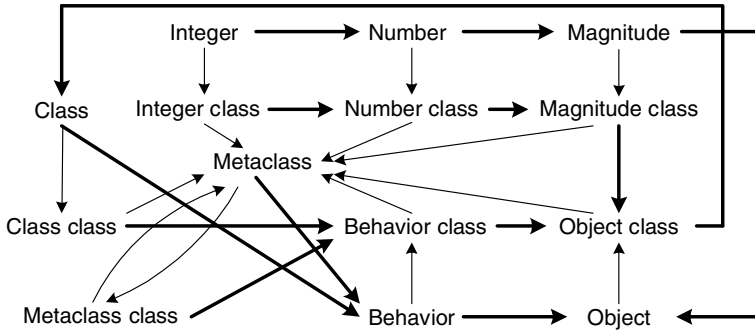 Integer Number Magnitude
Class Integer class Number class Magnitude class
Metaclass
Class class Behavior class Object class
Metaclass class Behavior Object